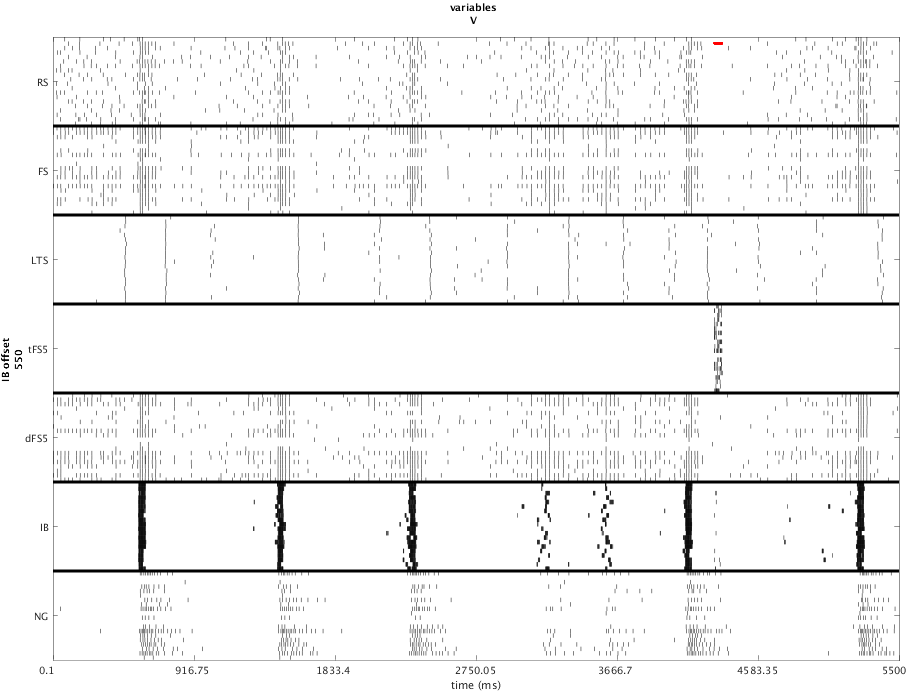 variables
V
RS
FS
LTS
tFS5
dFS5
IB
NG
IB offset
550
0.1 916.75 1833.4 2750.05 3666.7 4583.35 5500
time (ms)